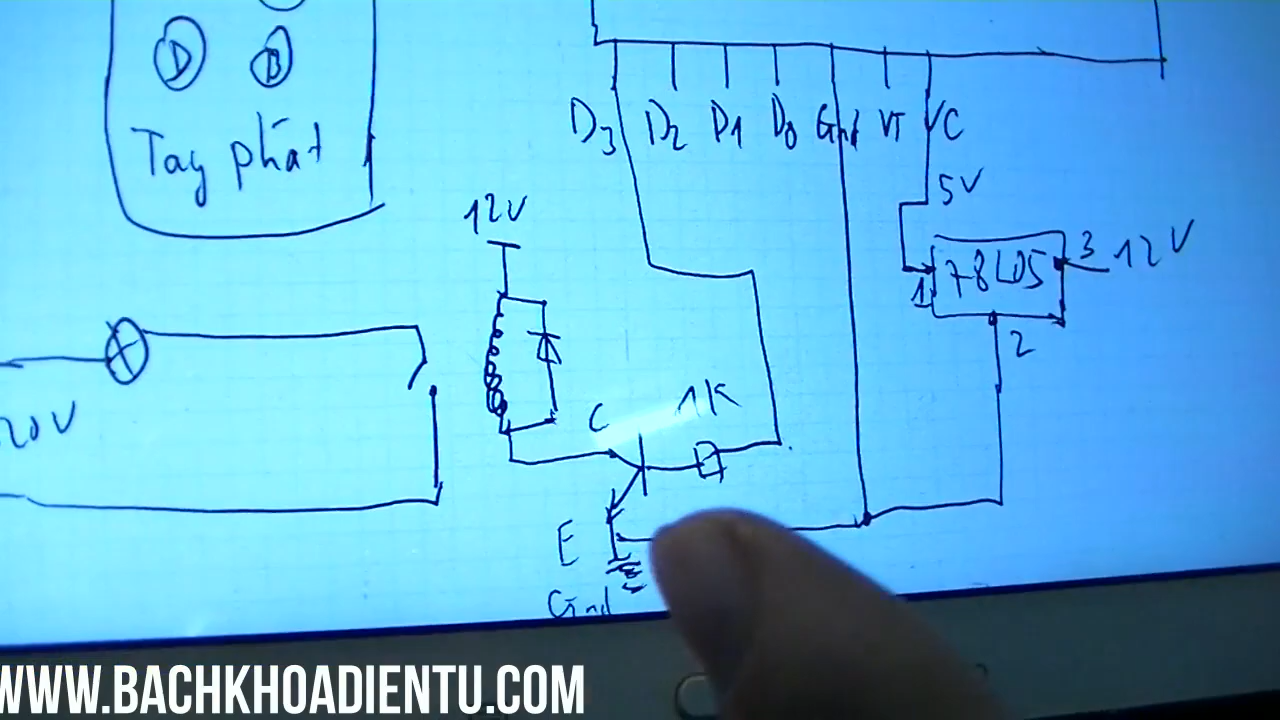 D B
Tay phát
D3 D2 D1 D0 Gnd VT VC
5V
12V
78L05
3 12V
1
2
C 1K
20V
E
Gnd
WWW.BACHKHOADIENTU.COM